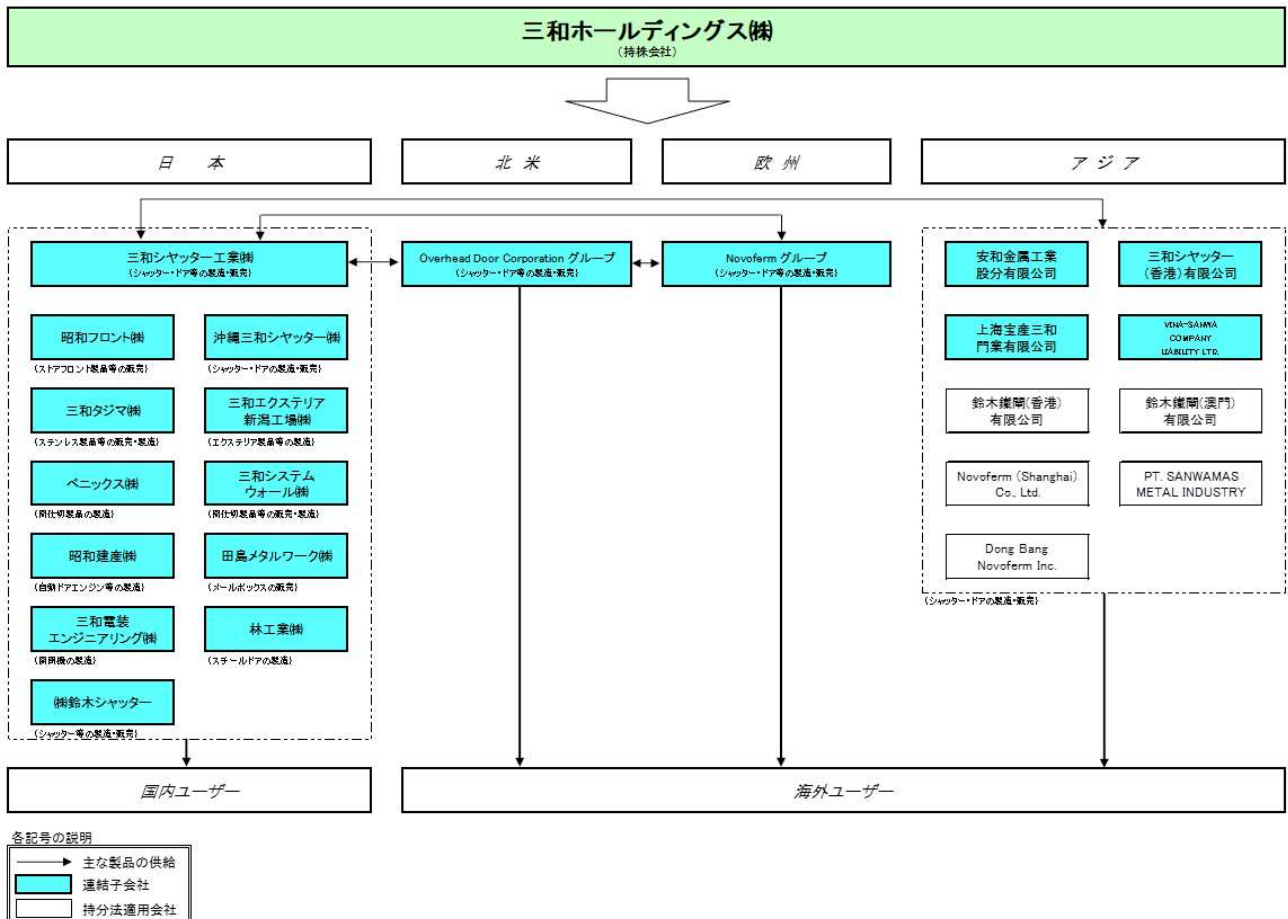 三和ホールディングス㈱
(持株会社)
日 本
北 米
欧 州
ア ジ ア
三和シヤッター工業㈱
(シャッター・ドア等の製造・販売)
Overhead Door Corporation グループ
(シャッター・ドア等の製造・販売)
Novoferm グループ
(シャッター・ドア等の製造・販売)
安和金属工業
股分有限公司
三和シヤッター
(香港)有限公司
昭和フロント㈱
(ストアフロント製品等の販売)
沖縄三和シヤッター㈱
(シャッター・ドアの製造・販売)
上海宝産三和
門業有限公司
VINA-SANWA
COMPANY
LIABILITY LTD.
三和タジマ㈱
(ステンレス製品等の販売・製造)
三和エクステリア
新潟工場㈱
(エクステリア製品等の製造)
鈴木鐵閘(香港)
有限公司
鈴木鐵閘(澳門)
有限公司
ベニックス㈱
(間仕切製品の製造)
三和システム
ウォール㈱
(間仕切製品等の販売・製造)
Novoferm (Shanghai)
Co., Ltd.
PT. SANWAMAS
METAL INDUSTRY
昭和建産㈱
(自動ドアエンジン等の製造)
田島メタルワーク㈱
(メールボックスの販売)
Dong Bang
Novoferm Inc.
(シャッター・ドアの製造・販売)
三和電装
エンジニアリング㈱
(開閉機の製造)
林工業㈱
(スチールドアの製造)
㈱鈴木シャッター
(シャッター等の製造・販売)
国内ユーザー
海外ユーザー
各記号の説明
主な製品の供給
連結子会社
持分法適用会社